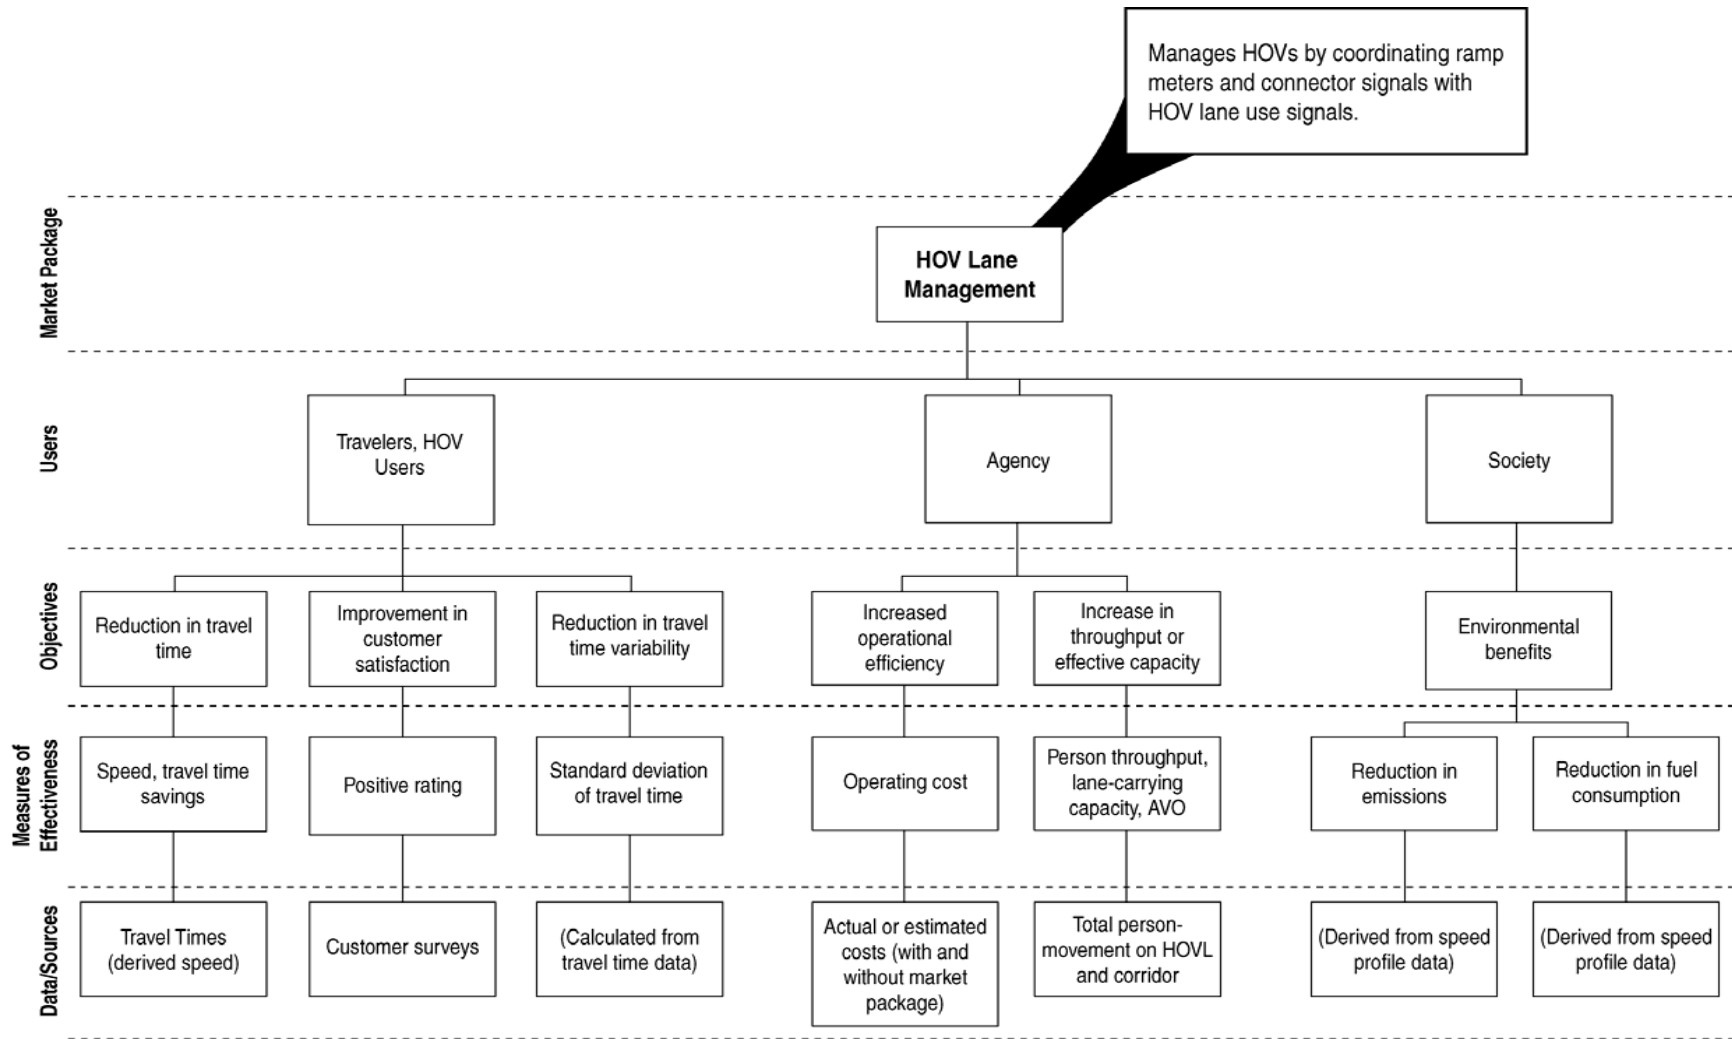 Manages HOVs by coordinating ramp
meters and connector signals with
HOV lane use signals.
Market Package
HOV Lane
Management
Users
Travelers, HOV
Users
Agency
Society
Objectives
Reduction in travel
time
Improvement in
customer
satisfaction
Reduction in travel
time variability
Increased
operational
efficiency
Increase in
throughput or
effective capacity
Environmental
benefits
Measures of
Effectiveness
Speed, travel time
savings
Positive rating
Standard deviation
of travel time
Operating cost
Person throughput,
lane-carrying
capacity, AVO
Reduction in
emissions
Reduction in fuel
consumption
Data/Sources
Travel Times
(derived speed)
Customer surveys
(Calculated from
travel time data)
Actual or estimated
costs (with and
without market
package)
Total person-
movement on HOVL
and corridor
(Derived from speed
profile data)
(Derived from speed
profile data)